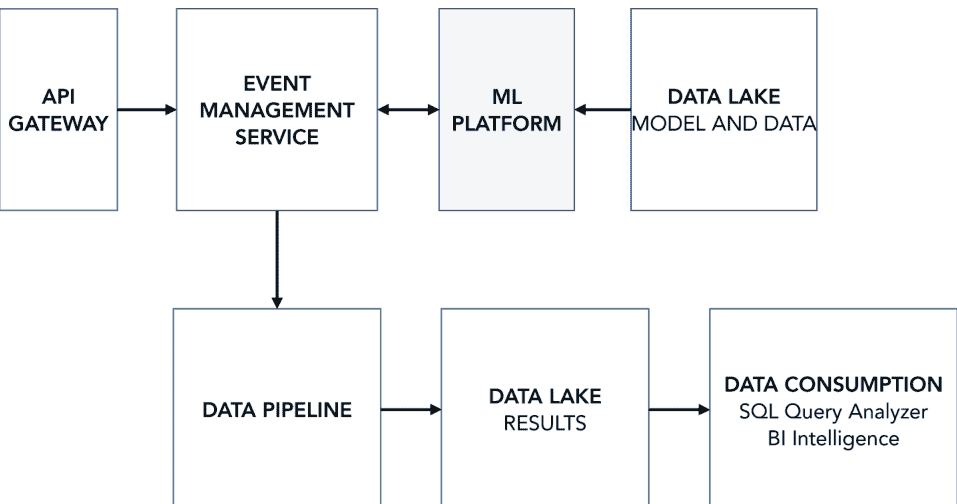 API
GATEWAY
EVENT
MANAGEMENT
SERVICE
ML
PLATFORM
DATA LAKE
MODEL AND DATA
DATA PIPELINE
DATA LAKE
RESULTS
DATA CONSUMPTION
SQL Query Analyzer
BI Intelligence